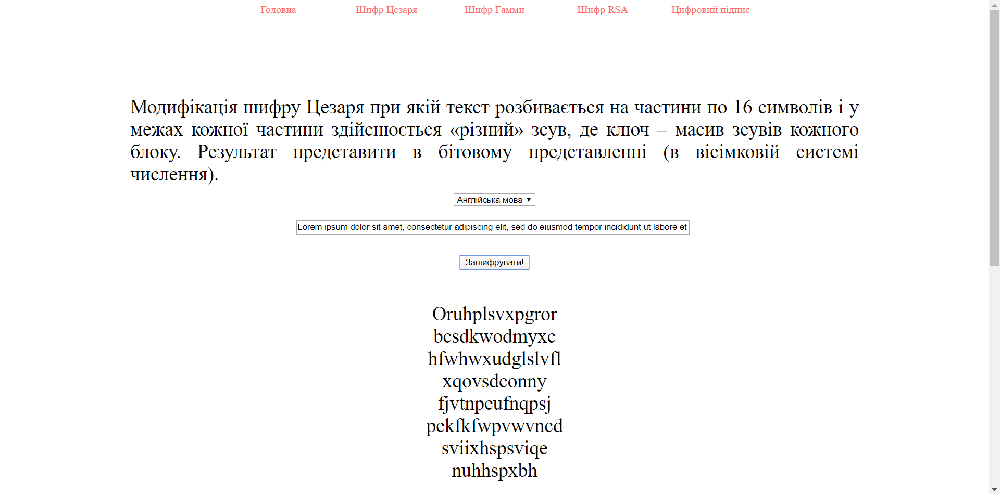 Головна Шифр Цезаря Шифр Гамми Шифр RSA Цифровий підпис
Модифікація шифру Цезаря при якій текст розбивається на частини по 16 символів і у
межах кожної частини здійснюється «різний» зсув, де ключ – масив зсувів кожного
блоку. Результат представити в бітовому представленні (в вісімковій системі
числення).
Англійська мова
Lorem ipsum dolor sit amet, consectetur adipiscing elit, sed do eiusmod tempor incididunt ut labore et
Зашифрувати!
Oruhplsvxpgror
bcsdkwodmyxc
hfwhwxudglslvfl
xqovsdconny
fjvtnpeufnqpsj
pekfkfwpvwvncd
sviixhspsviqe
nuhhspxbh